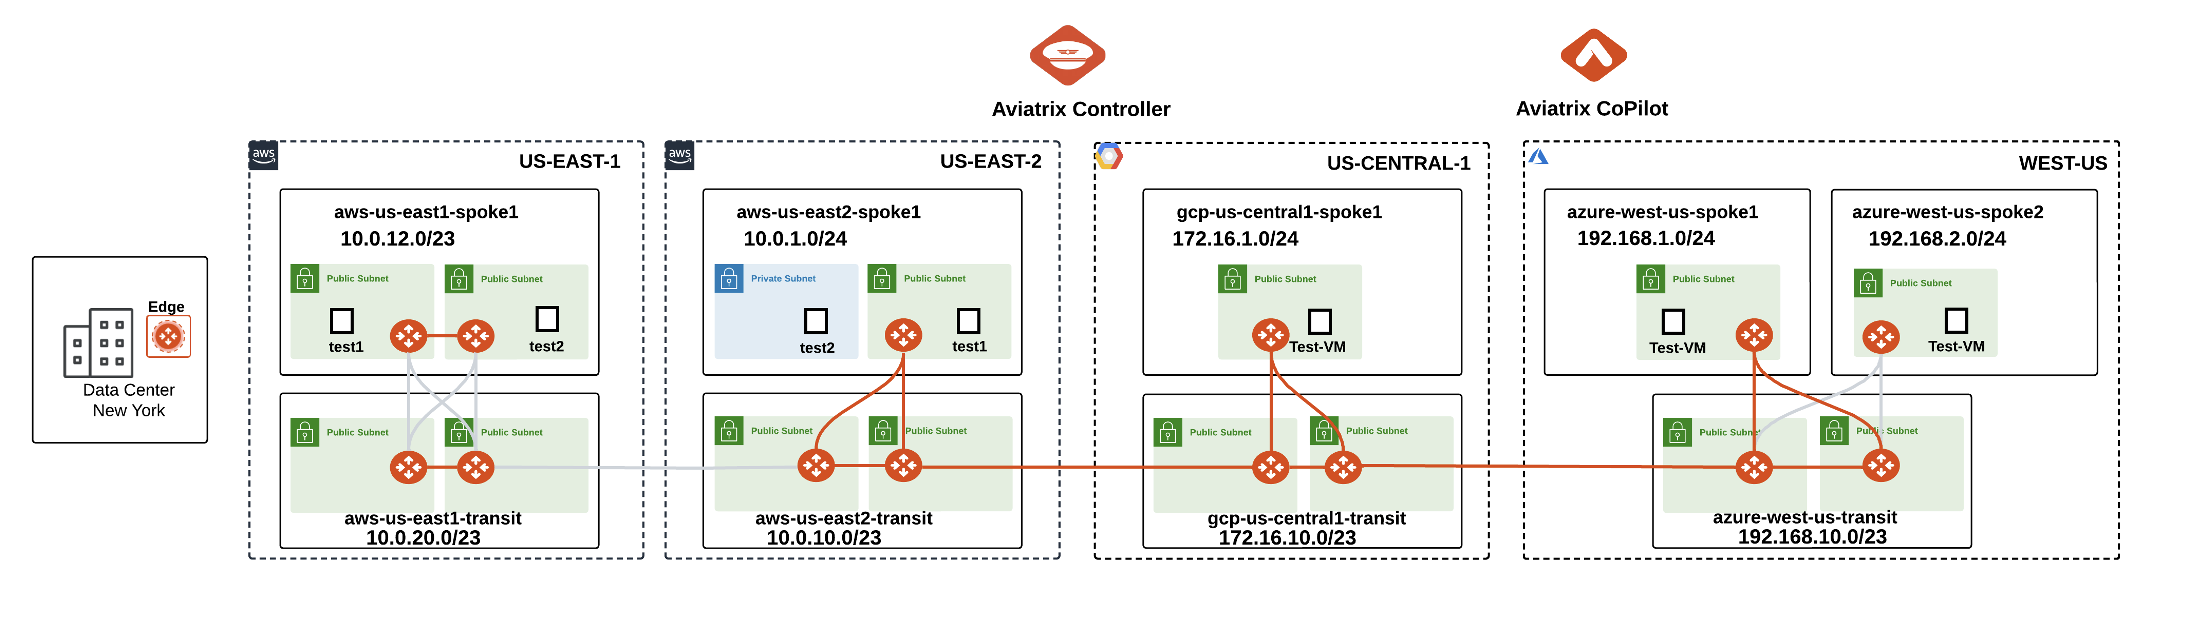 Aviatrix Controller
Aviatrix CoPilot
Edge
Data Center
New York
aws
US-EAST-1
aws-us-east1-spoke1
10.0.12.0/23
Public Subnet
Public Subnet
test1
test2
Public Subnet
Public Subnet
aws-us-east1-transit
10.0.20.0/23
aws
US-EAST-2
aws-us-east2-spoke1
10.0.1.0/24
Private Subnet
Public Subnet
test2
test1
Public Subnet
Public Subnet
aws-us-east2-transit
10.0.10.0/23
US-CENTRAL-1
gcp-us-central1-spoke1
172.16.1.0/24
Public Subnet
Test-VM
Public Subnet
Public Subnet
gcp-us-central1-transit
172.16.10.0/23
WEST-US
azure-west-us-spoke1
192.168.1.0/24
Public Subnet
Test-VM
azure-west-us-spoke2
192.168.2.0/24
Public Subnet
Test-VM
Public Subnet
Public Subnet
azure-west-us-transit
192.168.10.0/23